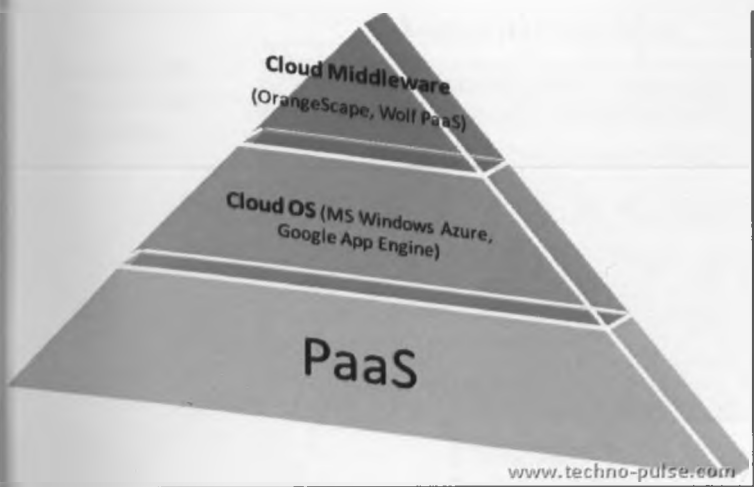 Cloud Middleware
(OrangeScape, Wolf PaaS)
Cloud OS (MS Windows Azure,
Google App Engine)
PaaS
www.techno-pulse.com